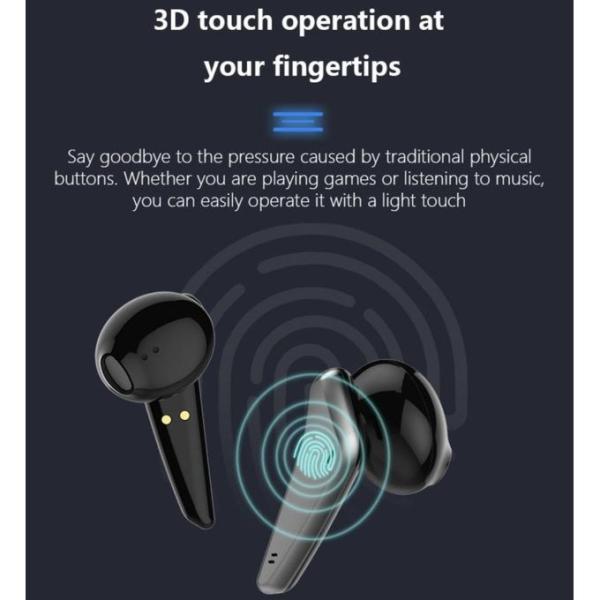 3D touch operation at
your fingertips
Say goodbye to the pressure caused by traditional physical
buttons. Whether you are playing games or listening to music,
you can easily operate it with a light touch